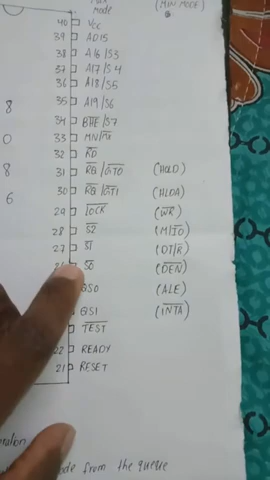 Max
mode (MIN MODE)
40 Vcc
39 AD15
38 A16/S3
37 A17/S4
36 A18/S5
8 35 A19/S6
34 BHE/S7
0 33 MN/MX
32 RD
8 31 RQ/GT0 (HOLD)
6 30 RQ/GT1 (HLDA)
29 LOCK (WR)
28 S2 (M/IO)
27 S1 (DT/R)
S0 (DEN)
QS0 (ALE)
QS1 (INTA)
TEST
22 READY
21 RESET
from the queue